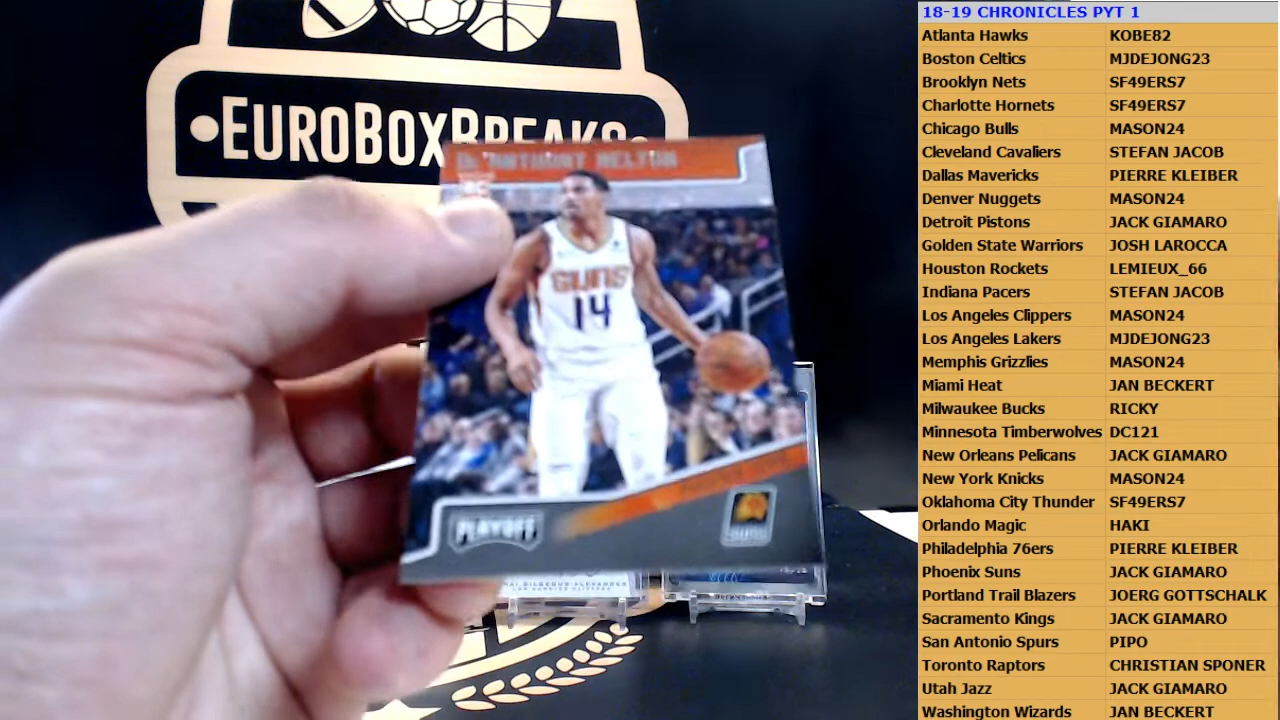 EUROBOXBREAKS
DE'ANTHONY MELTON
RC
SUNS
14
PLAYOFF
SUNS
LOS ANGELES CLIPPERS
18-19 CHRONICLES PYT 1
Atlanta Hawks KOBE82
Boston Celtics MJDEJONG23
Brooklyn Nets SF49ERS7
Charlotte Hornets SF49ERS7
Chicago Bulls MASON24
Cleveland Cavaliers STEFAN JACOB
Dallas Mavericks PIERRE KLEIBER
Denver Nuggets MASON24
Detroit Pistons JACK GIAMARO
Golden State Warriors JOSH LAROCCA
Houston Rockets LEMIEUX_66
Indiana Pacers STEFAN JACOB
Los Angeles Clippers MASON24
Los Angeles Lakers MJDEJONG23
Memphis Grizzlies MASON24
Miami Heat JAN BECKERT
Milwaukee Bucks RICKY
Minnesota Timberwolves DC121
New Orleans Pelicans JACK GIAMARO
New York Knicks MASON24
Oklahoma City Thunder SF49ERS7
Orlando Magic HAKI
Philadelphia 76ers PIERRE KLEIBER
Phoenix Suns JACK GIAMARO
Portland Trail Blazers JOERG GOTTSCHALK
Sacramento Kings JACK GIAMARO
San Antonio Spurs PIPO
Toronto Raptors CHRISTIAN SPONER
Utah Jazz JACK GIAMARO
Washington Wizards JAN BECKERT